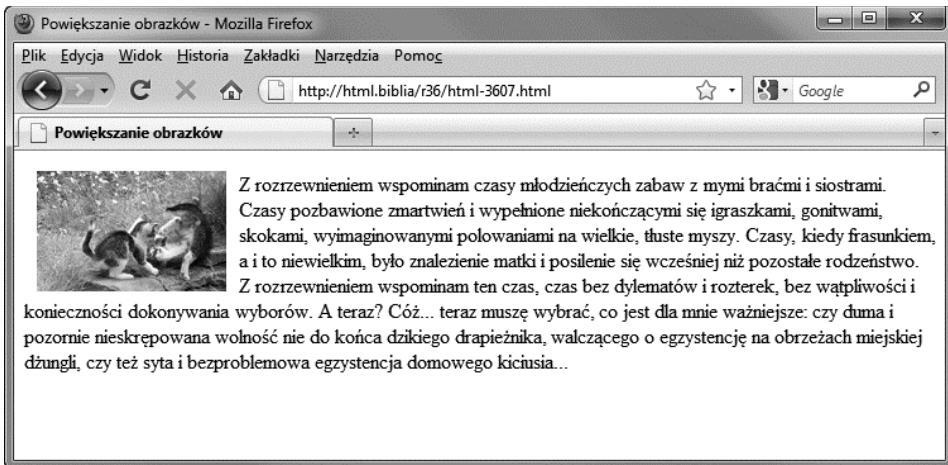 Powiększanie obrazków - Mozilla Firefox
Plik Edycja Widok Historia Zakładki Narzędzia Pomoc
http://html.biblia/r36/html-3607.html Google
Powiększanie obrazków
Z rozrzewnieniem wspominam czasy młodzieńczych zabaw z mymi braćmi i siostrami.
Czasy pozbawione zmartwień i wypełnione niekończącymi się igraszkami, gonitwami,
skokami, wyimaginowanymi polowaniami na wielkie, tłuste myszy. Czasy, kiedy frasunkiem,
a i to niewielkim, było znalezienie matki i posilenie się wcześniej niż pozostałe rodzeństwo.
Z rozrzewnieniem wspominam ten czas, czas bez dylematów i rozterek, bez wątpliwości i
konieczności dokonywania wyborów. A teraz? Cóż... teraz muszę wybrać, co jest dla mnie ważniejsze: czy duma i
pozornie nieskrępowana wolność nie do końca dzikiego drapieżnika, walczącego o egzystencję na obrzeżach miejskiej
dżungli, czy też syta i bezproblemowa egzystencja domowego kiciusia...